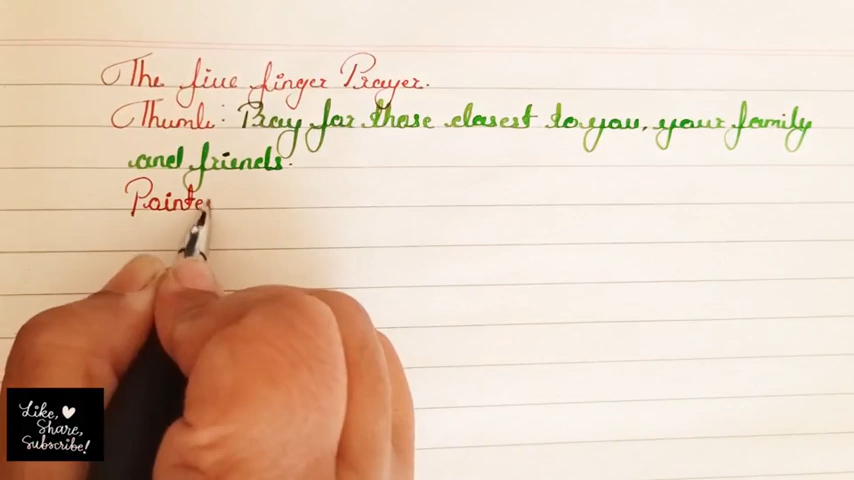 The five finger Prayer.
Thumb: Pray for those closest to you, your family
and friends.
Pointe
Like,
Share,
Subscribe!